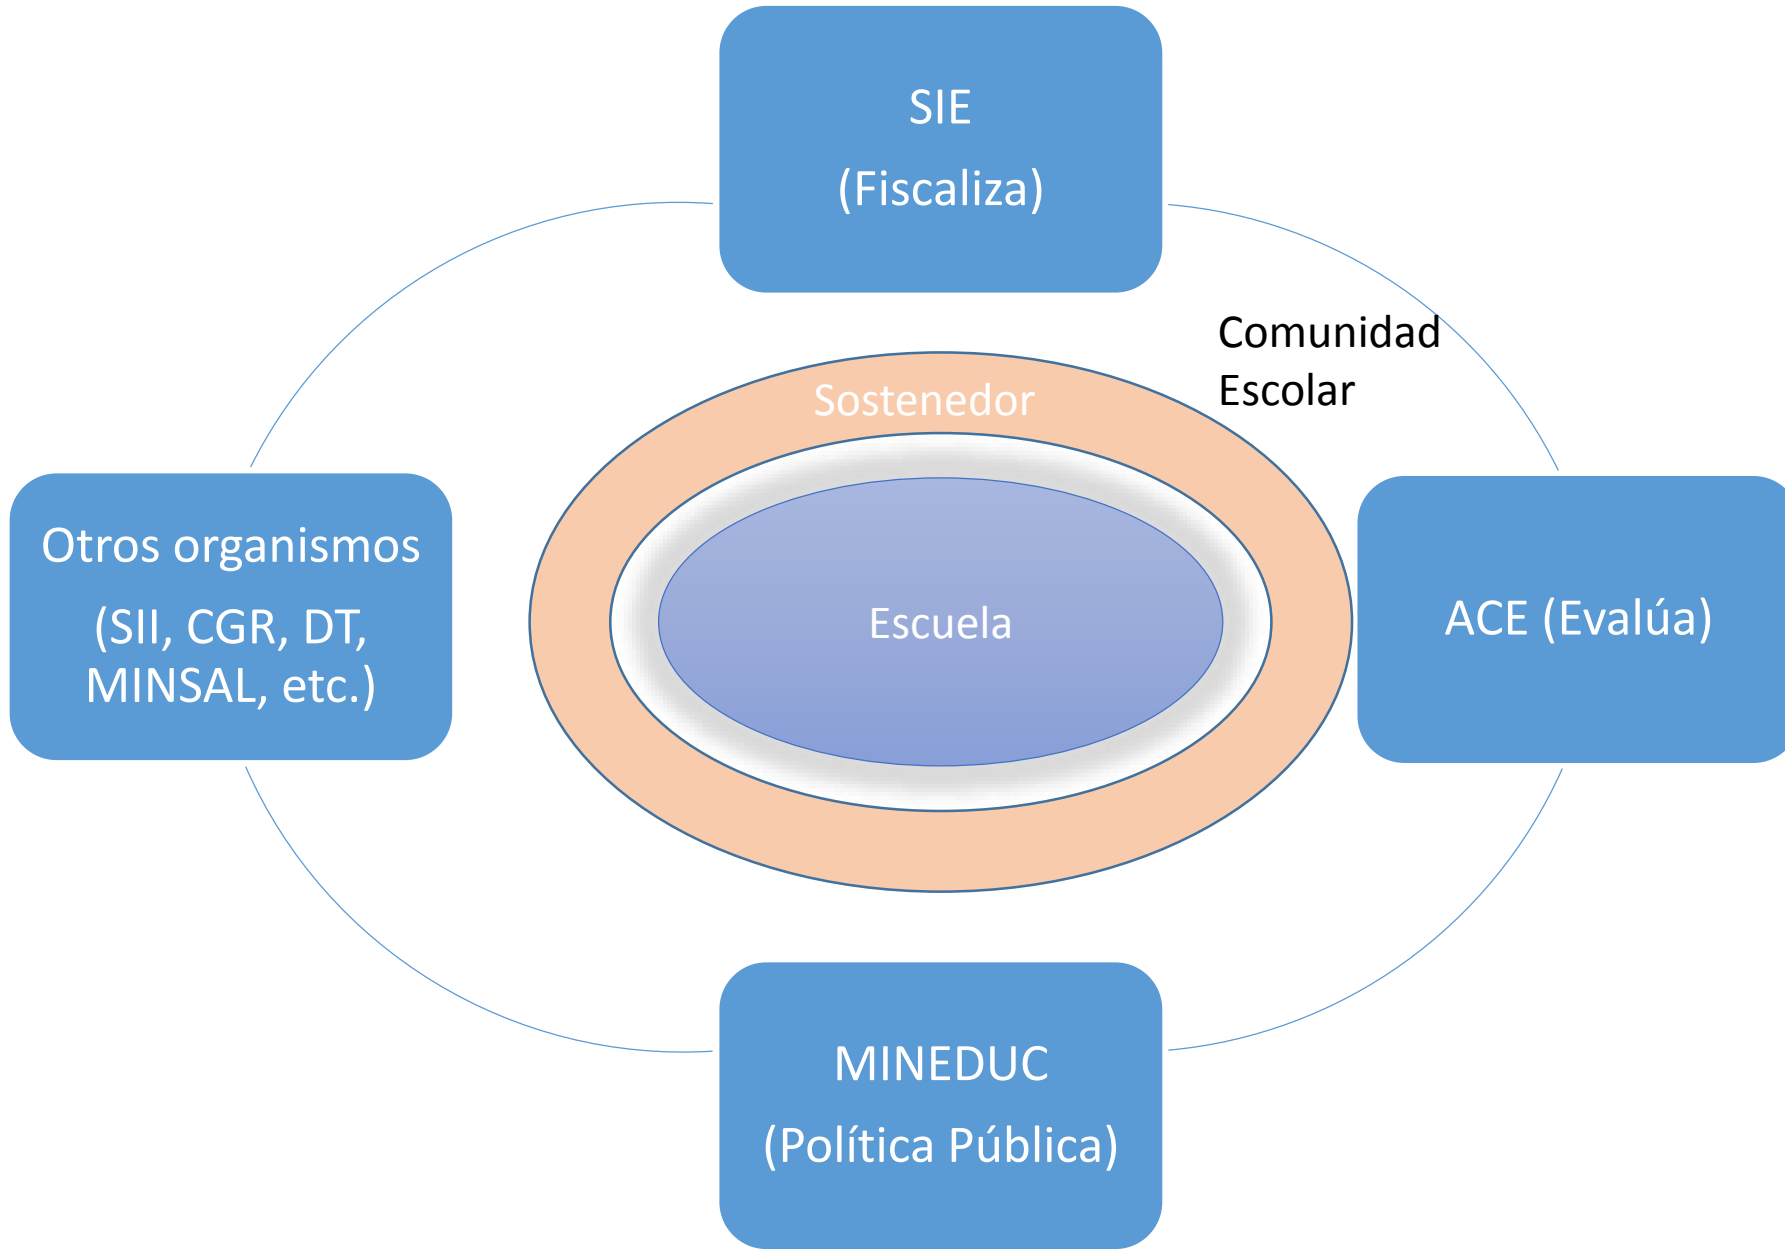 SIE
(Fiscaliza)
Comunidad
Escolar
Sostenedor
Otros organismos
(SII, CGR, DT,
MINSAL, etc.)
Escuela
ACE (Evalúa)
MINEDUC
(Política Pública)